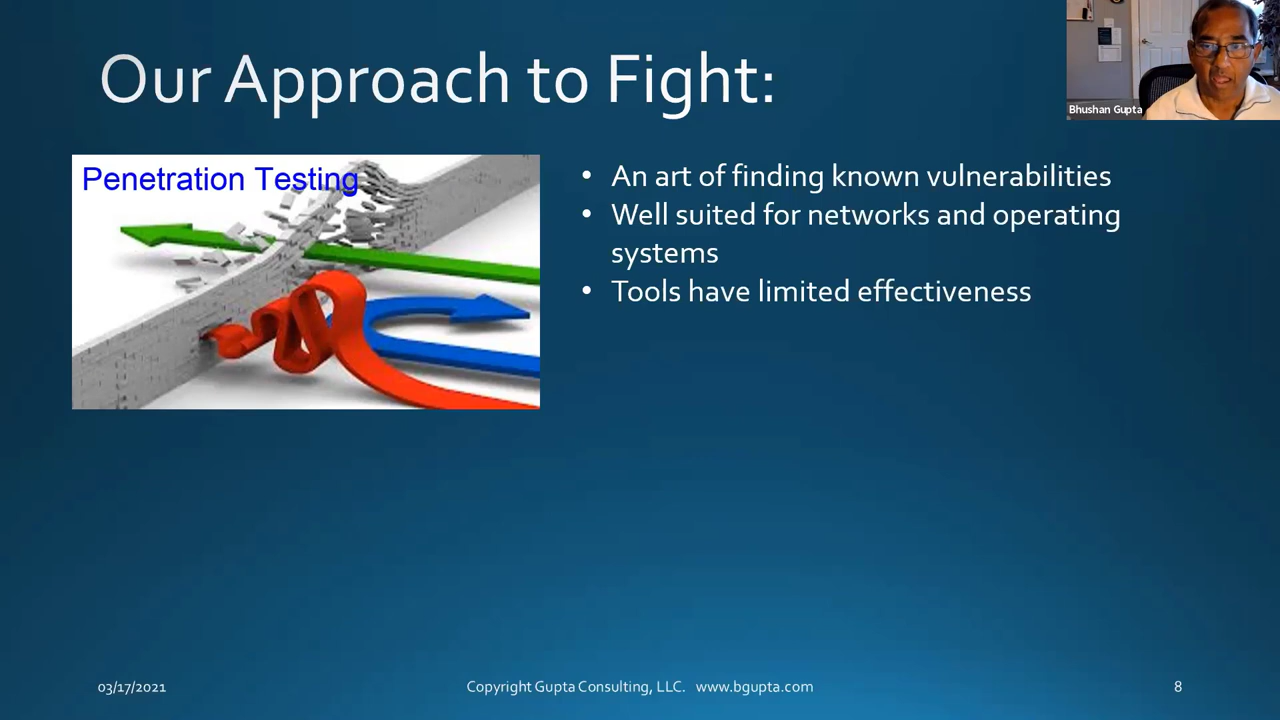 Our Approach to Fight:
Bhushan Gupta
Penetration Testing
• An art of finding known vulnerabilities
• Well suited for networks and operating
systems
• Tools have limited effectiveness
03/17/2021
Copyright Gupta Consulting, LLC. www.bgupta.com
8